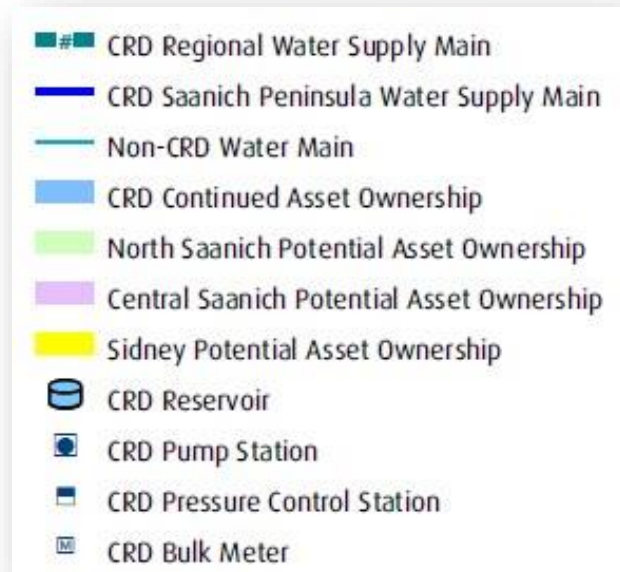 # CRD Regional Water Supply Main
CRD Saanich Peninsula Water Supply Main
Non-CRD Water Main
CRD Continued Asset Ownership
North Saanich Potential Asset Ownership
Central Saanich Potential Asset Ownership
Sidney Potential Asset Ownership
CRD Reservoir
CRD Pump Station
CRD Pressure Control Station
M CRD Bulk Meter